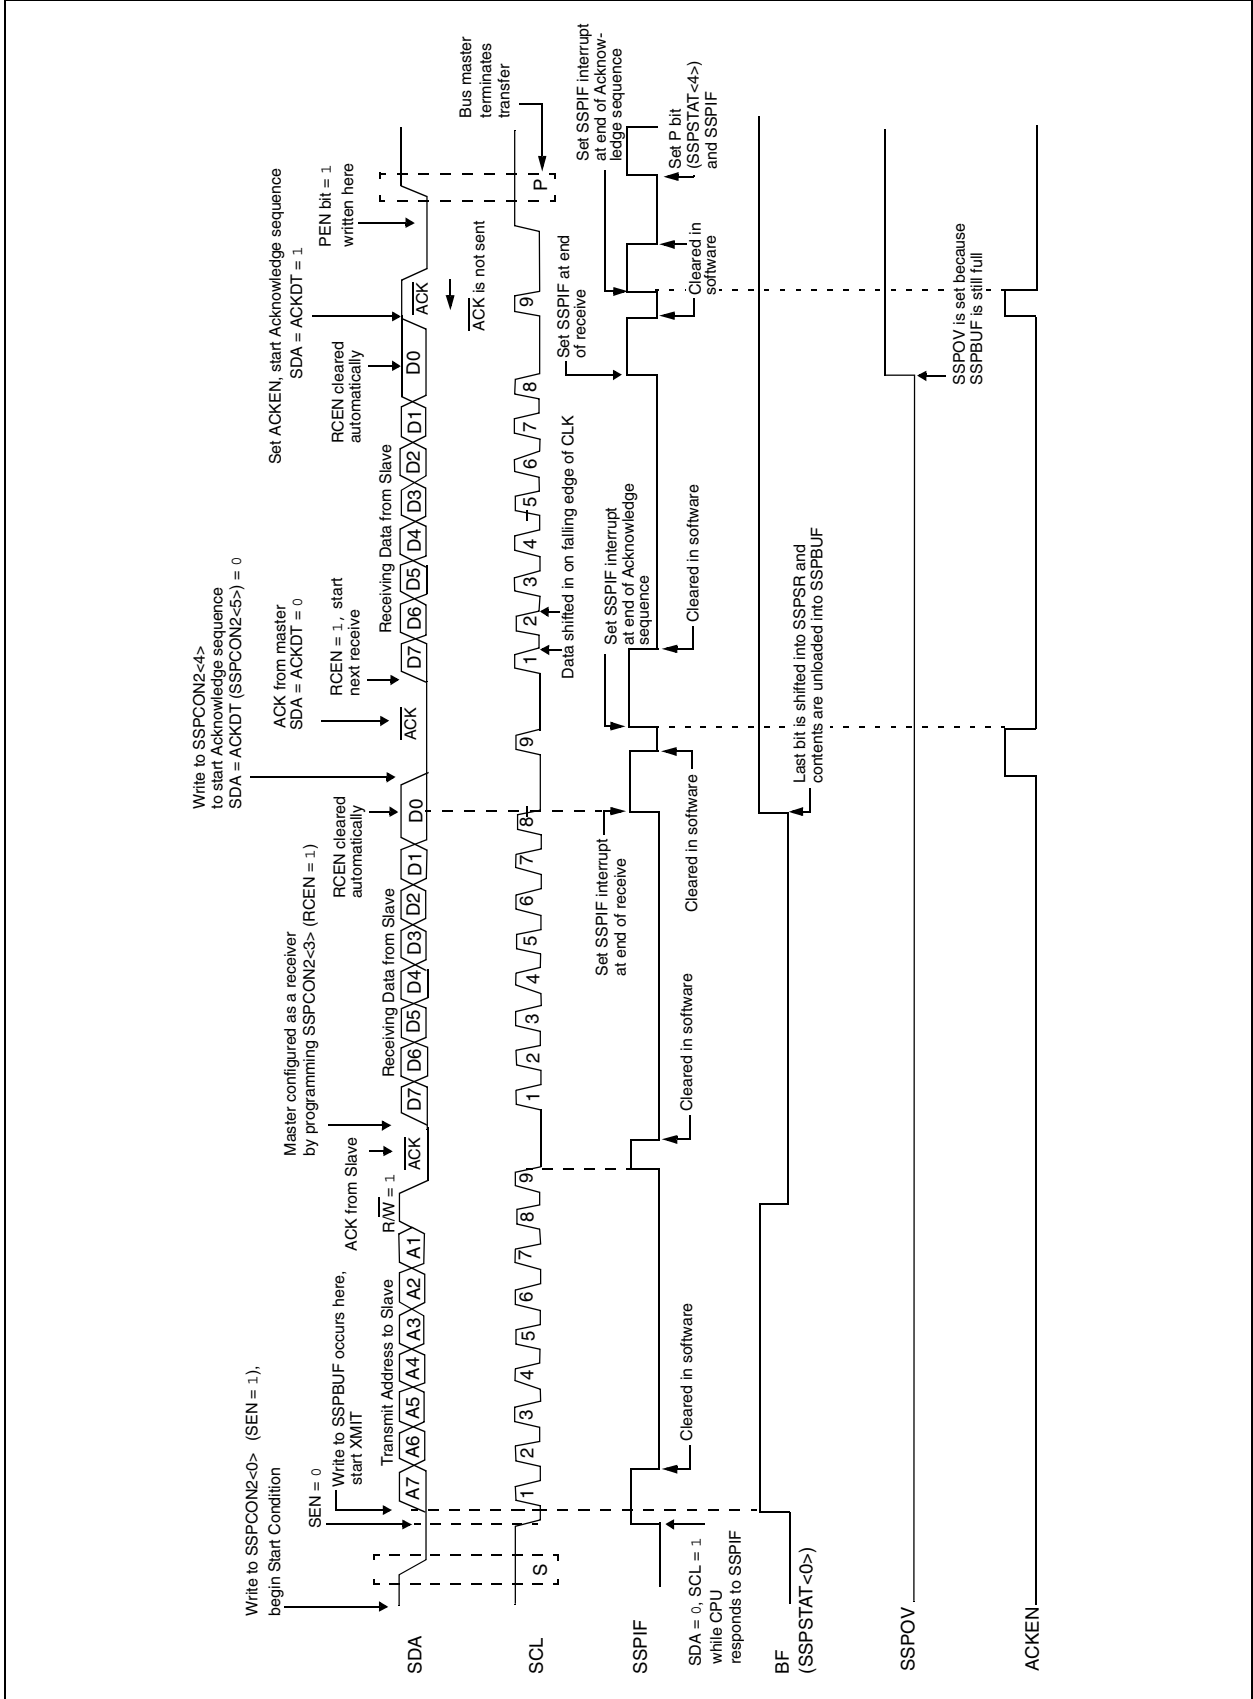 Write to SSPCON2<4>
to start Acknowledge sequence
SDA = ACKDT (SSPCON2<5>) = 0
Set ACKEN, start Acknowledge sequence
SDA = ACKDT = 1
Write to SSPCON2<0> (SEN = 1),
begin Start Condition
Master configured as a receiver
by programming SSPCON2<3> (RCEN = 1)
ACK from master
SDA = ACKDT = 0
PEN bit = 1
written here
SEN = 0
Write to SSPBUF occurs here,
start XMIT
ACK from Slave
RCEN cleared
automatically
RCEN = 1, start
next receive
RCEN cleared
automatically
Transmit Address to Slave
R/W = 1
Receiving Data from Slave
Receiving Data from Slave
SDA
A7 A6 A5 A4 A3 A2 A1
ACK
D7 D6 D5 D4 D3 D2 D1 D0
ACK
D7 D6 D5 D4 D3 D2 D1 D0
ACK
ACK is not sent
Bus master
terminates
transfer
SCL
S
1 2 3 4 5 6 7 8 9
1 2 3 4 5 6 7 8 9
1 2 3 4 5 6 7 8 9
P
Data shifted in on falling edge of CLK
Set SSPIF interrupt
at end of receive
Set SSPIF interrupt
at end of Acknowledge
sequence
Set SSPIF at end
of receive
Set SSPIF interrupt
at end of Acknow-
ledge sequence
SSPIF
SDA = 0, SCL = 1
while CPU
responds to SSPIF
Cleared in software
Cleared in software
Cleared in software
Cleared in software
Cleared in
software
Set P bit
(SSPSTAT<4>)
and SSPIF
BF
(SSPSTAT<0>)
Last bit is shifted into SSPSR and
contents are unloaded into SSPBUF
SSPOV
SSPOV is set because
SSPBUF is still full
ACKEN